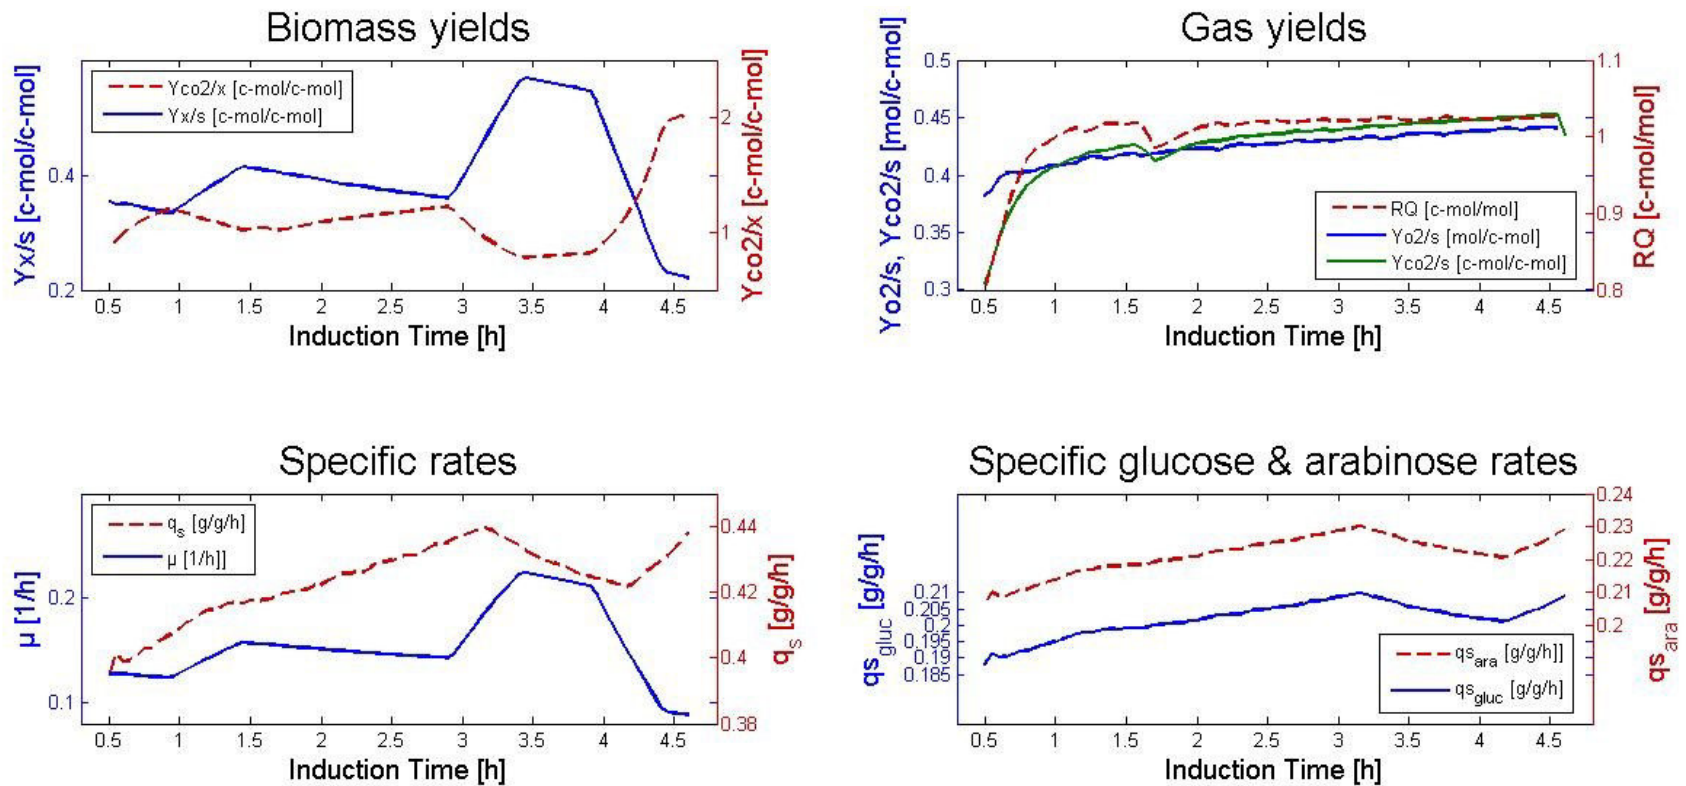 Biomass yields
Yx/s [c-mol/c-mol]
0.4
0.2
Yco2/x [c-mol/c-mol]
Yx/s [c-mol/c-mol]
2
1
Yco2/x [c-mol/c-mol]
0.5 1 1.5 2 2.5 3 3.5 4 4.5
Induction Time [h]
Gas yields
Yo2/s, Yco2/s [mol/c-mol]
0.5
0.45
0.4
0.35
0.3
RQ [c-mol/mol]
Yo2/s [mol/c-mol]
Yco2/s [c-mol/c-mol]
1.1
1
0.9
0.8
RQ [c-mol/mol]
0.5 1 1.5 2 2.5 3 3.5 4 4.5
Induction Time [h]
Specific rates
µ [1/h]
0.2
0.1
qs [g/g/h]
µ [1/h]]
0.44
0.42
0.4
0.38
qs [g/g/h]
0.5 1 1.5 2 2.5 3 3.5 4 4.5
Induction Time [h]
Specific glucose & arabinose rates
qsgluc [g/g/h]
0.21
0.205
0.2
0.195
0.19
0.185
qsara [g/g/h]]
qsgluc [g/g/h]
0.24
0.23
0.22
0.21
0.2
qsara [g/g/h]
0.5 1 1.5 2 2.5 3 3.5 4 4.5
Induction Time [h]